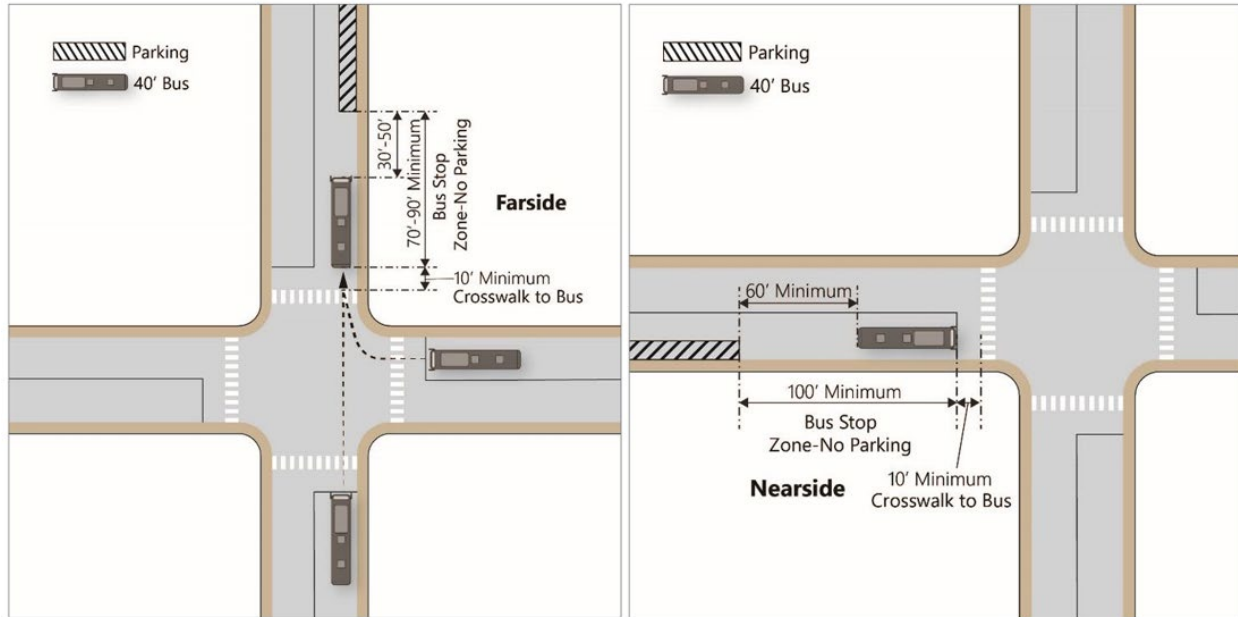 Parking
40' Bus
30'-50'
70'-90' Minimum
Bus Stop
Zone-No Parking
Farside
10' Minimum
Crosswalk to Bus
Parking
40' Bus
60' Minimum
100' Minimum
Bus Stop
Zone-No Parking
10' Minimum
Crosswalk to Bus
Nearside